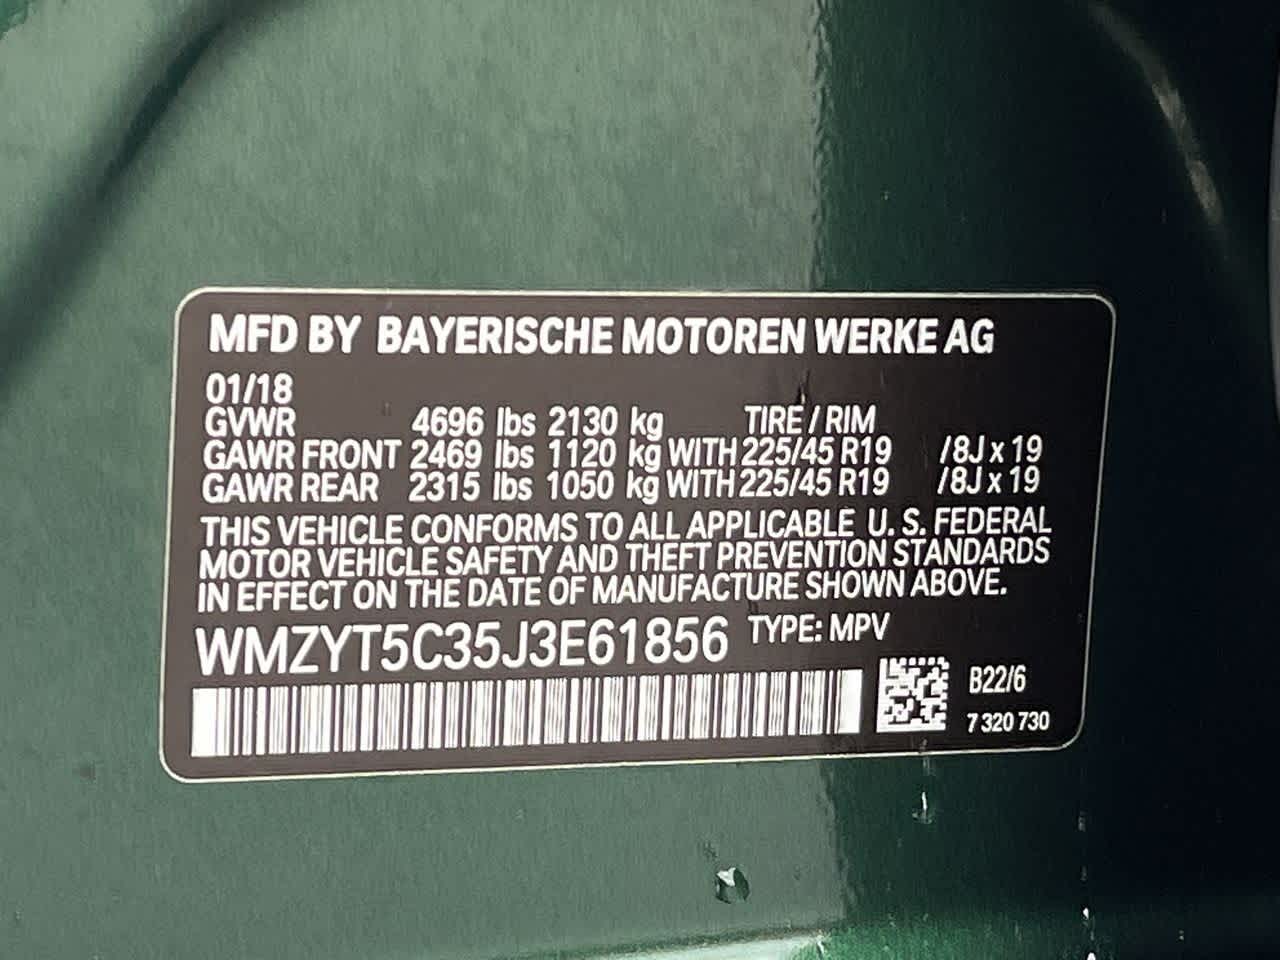 MFD BY BAYERISCHE MOTOREN WERKE AG
01/18
GVWR 4696 lbs 2130 kg TIRE / RIM
GAWR FRONT 2469 lbs 1120 kg WITH 225/45 R19 /8J x 19
GAWR REAR 2315 lbs 1050 kg WITH 225/45 R19 /8J x 19
THIS VEHICLE CONFORMS TO ALL APPLICABLE U. S. FEDERAL
MOTOR VEHICLE SAFETY AND THEFT PREVENTION STANDARDS
IN EFFECT ON THE DATE OF MANUFACTURE SHOWN ABOVE.
WMZYT5C35J3E61856 TYPE: MPV
B22/6
7 320 730